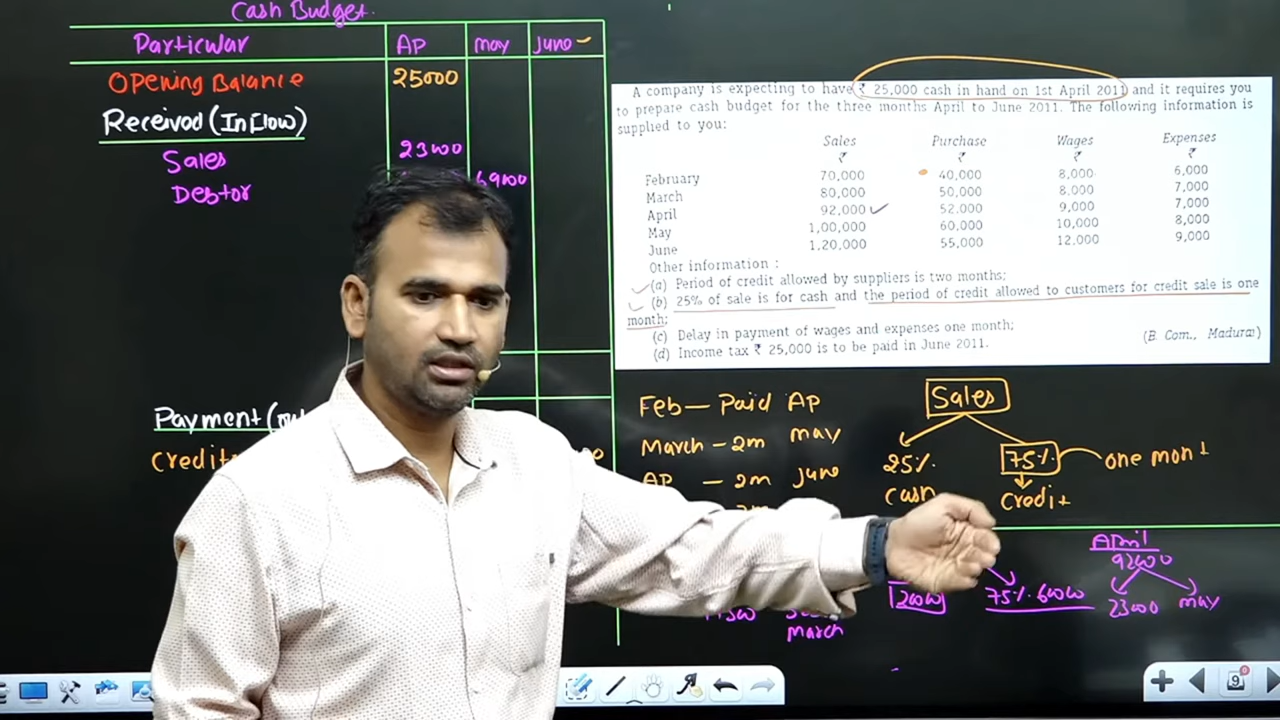 Cash Budget.
Particular AP may June
Opening Balance 25000
Received (InFlow)
Sales 23000
Debtor 69000
Payment
A company is expecting to have ₹ 25,000 cash in hand on 1st April 2011 and it requires you
to prepare cash budget for the three months April to June 2011. The following information is
supplied to you:
Sales Purchase Wages Expenses
₹ ₹ ₹ ₹
February 70,000 40,000 8,000 6,000
March 80,000 50,000 8,000 7,000
April 92,000 52,000 9,000 7,000
May 1,00,000 60,000 10,000 8,000
June 1,20,000 55,000 12,000 9,000
Other information :
(a) Period of credit allowed by suppliers is two months;
(b) 25% of sale is for cash and the period of credit allowed to customers for credit sale is one
month;
(c) Delay in payment of wages and expenses one month;
(d) Income tax ₹ 25,000 is to be paid in June 2011. (B. Com., Madurai)
Feb — Paid AP
March — 2m may
AP — 2m June
Sales
25% 75% one mont
cash credit
April
92000
75%. 60000 23000 may
March
9